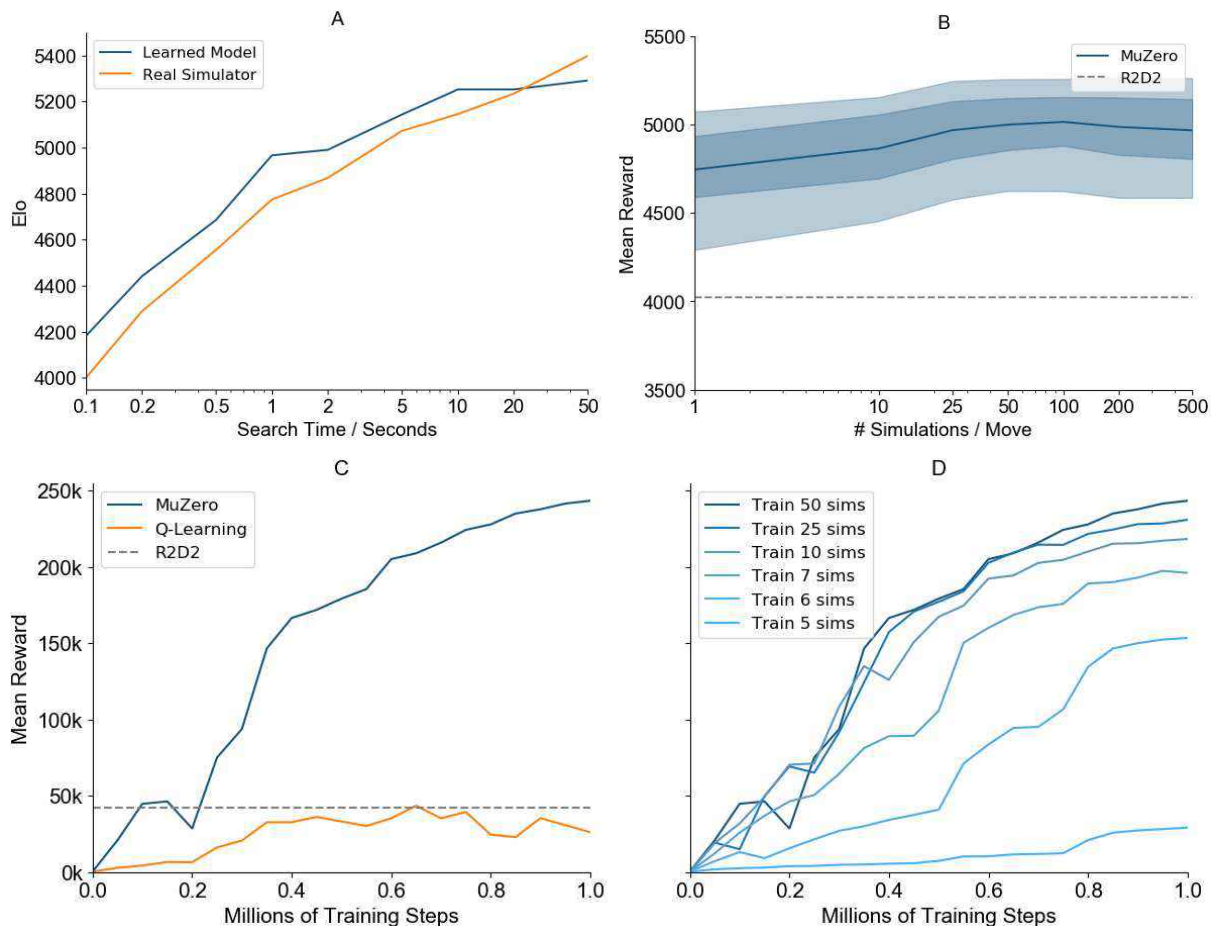 A
Learned Model
Real Simulator
5400
5200
5000
4800
4600
4400
4200
4000
Elo
0.1 0.2 0.5 1 2 5 10 20 50
Search Time / Seconds
B
MuZero
R2D2
5500
5000
4500
4000
3500
Mean Reward
1 10 25 50 100 200 500
# Simulations / Move
C
MuZero
Q-Learning
R2D2
250k
200k
150k
100k
50k
0k
Mean Reward
0.0 0.2 0.4 0.6 0.8 1.0
Millions of Training Steps
D
Train 50 sims
Train 25 sims
Train 10 sims
Train 7 sims
Train 6 sims
Train 5 sims
0.0 0.2 0.4 0.6 0.8 1.0
Millions of Training Steps